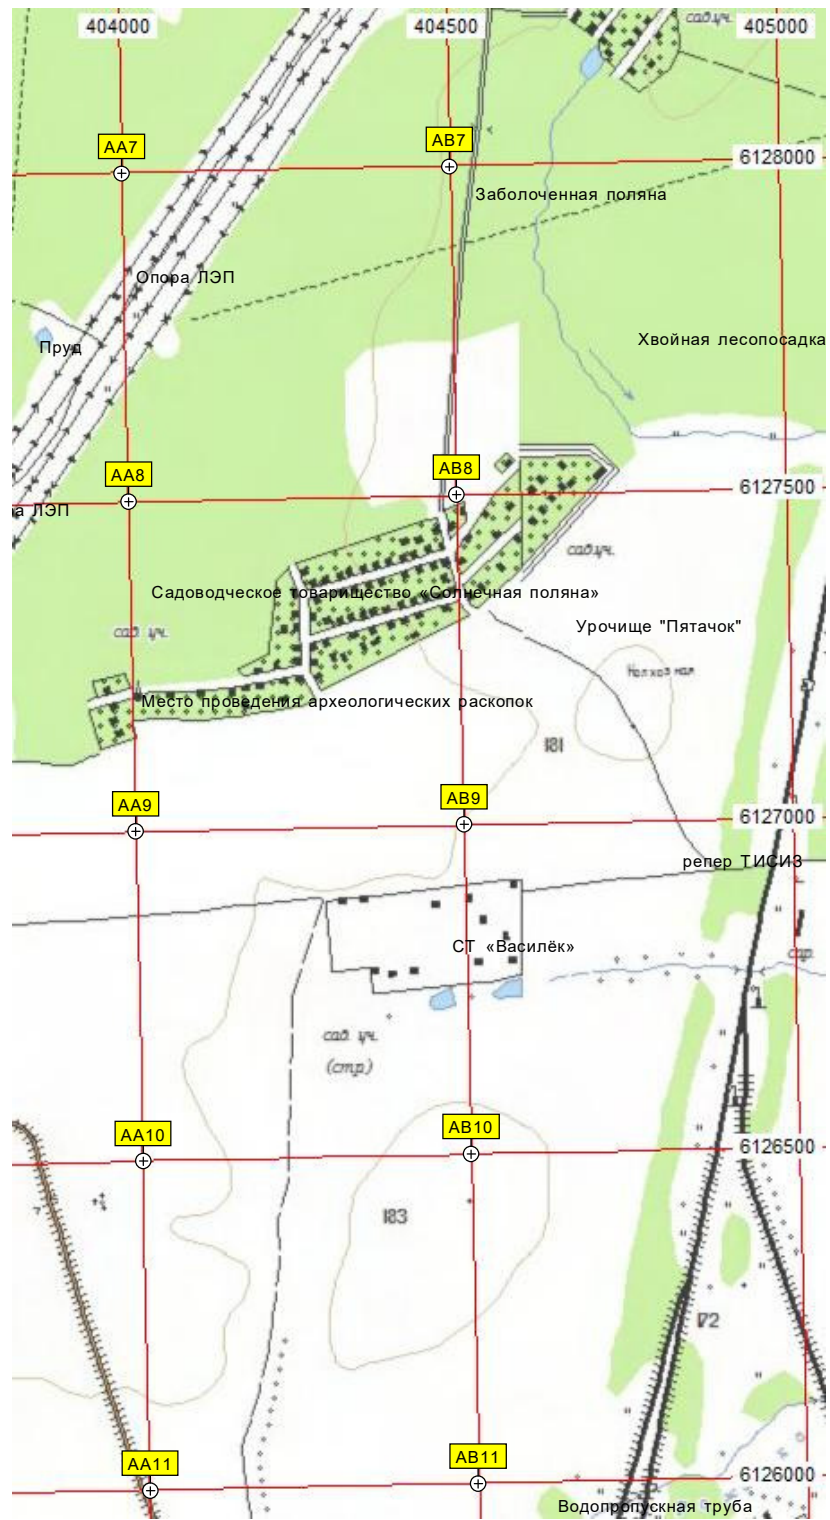 сад.уч.
404000
404500
405000
AA7
AB7
6128000
Заболоченная поляна
Опора ЛЭП
Пруд
Хвойная лесопосадка
AA8
AB8
6127500
а ЛЭП
сад.уч.
Садоводческое товарищество «Солнечная поляна»
сад. уч.
Урочище "Пятачок"
Место проведения археологических раскопок
181
AA9
AB9
6127000
репер ТИСИЗ
СТ «Василёк»
сар.
сад. уч.
(стр)
AA10
AB10
6126500
183
172
AA11
AB11
6126000
Водопропускная труба